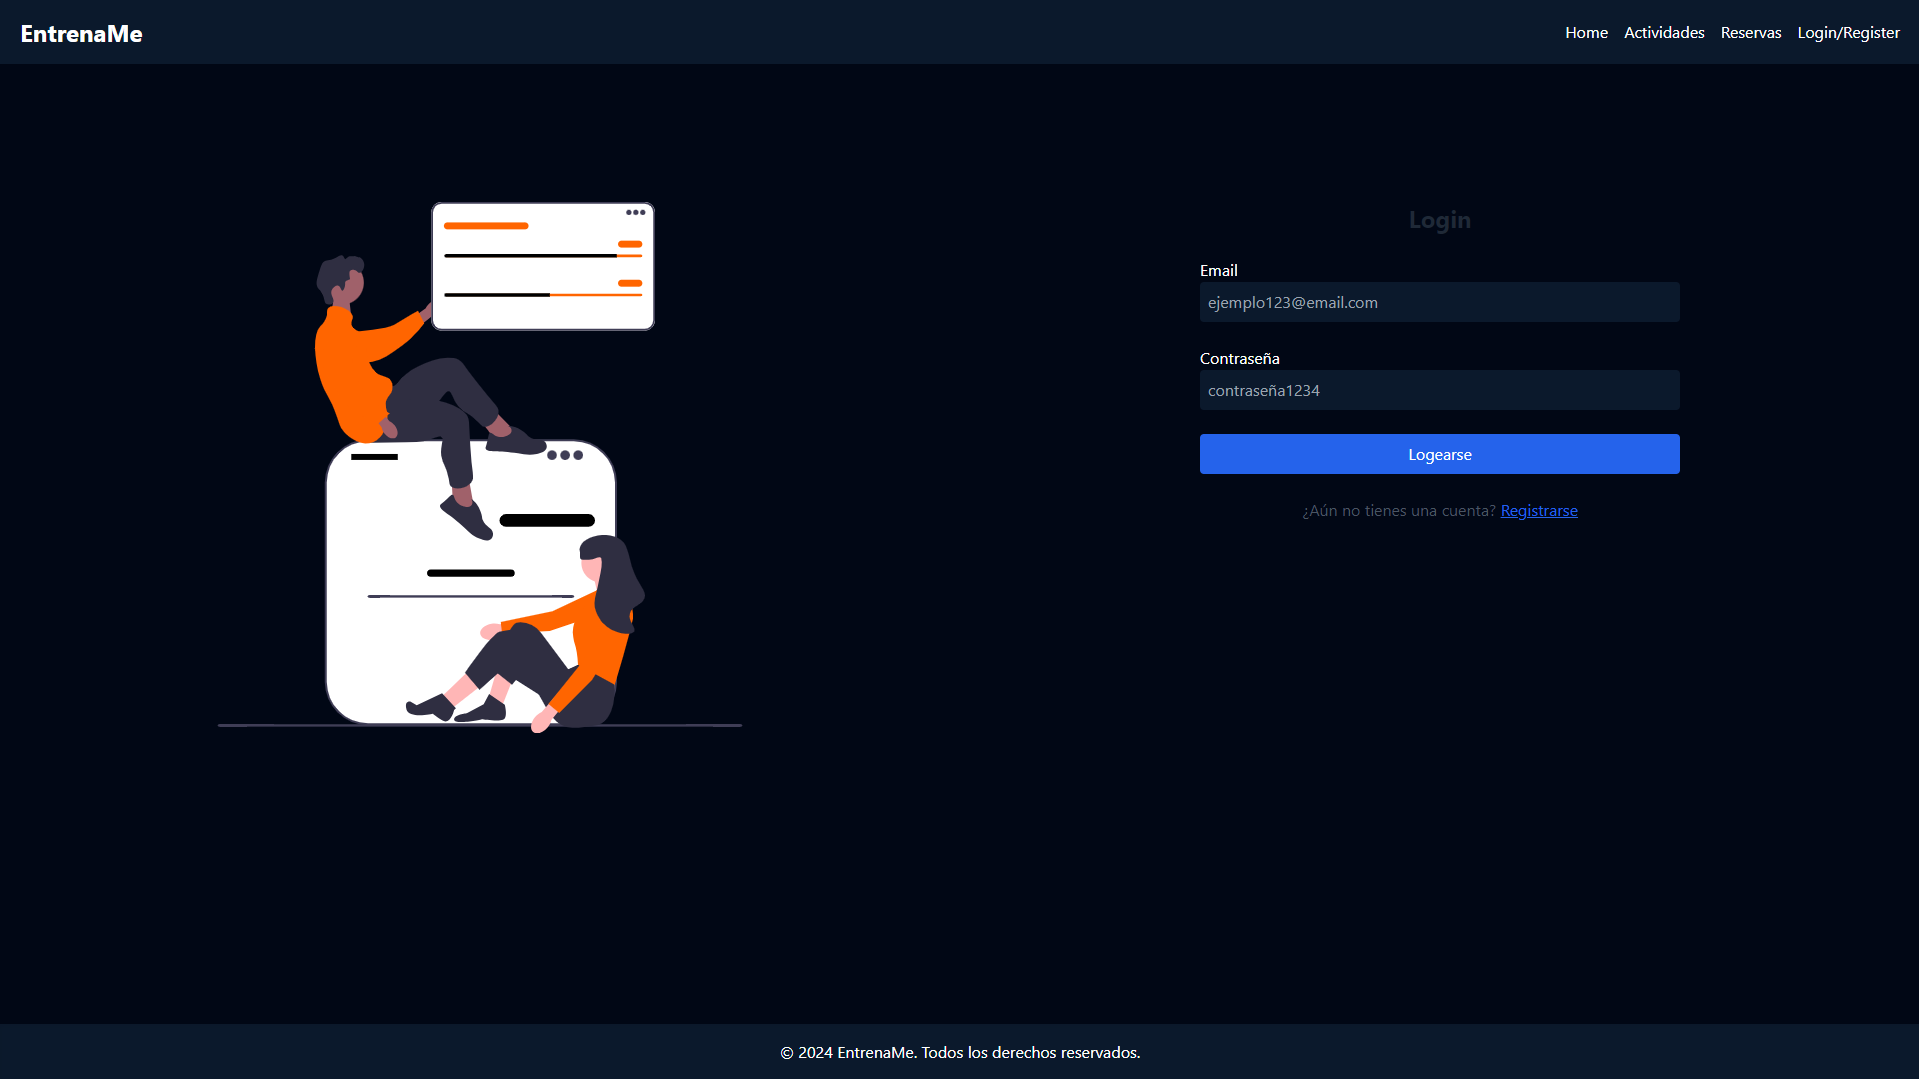 EntrenaMe
Home Actividades Reservas Login/Register
Login
Email
ejemplo123@email.com
Contraseña
contraseña1234
Logearse
¿Aún no tienes una cuenta? Registrarse
© 2024 EntrenaMe. Todos los derechos reservados.